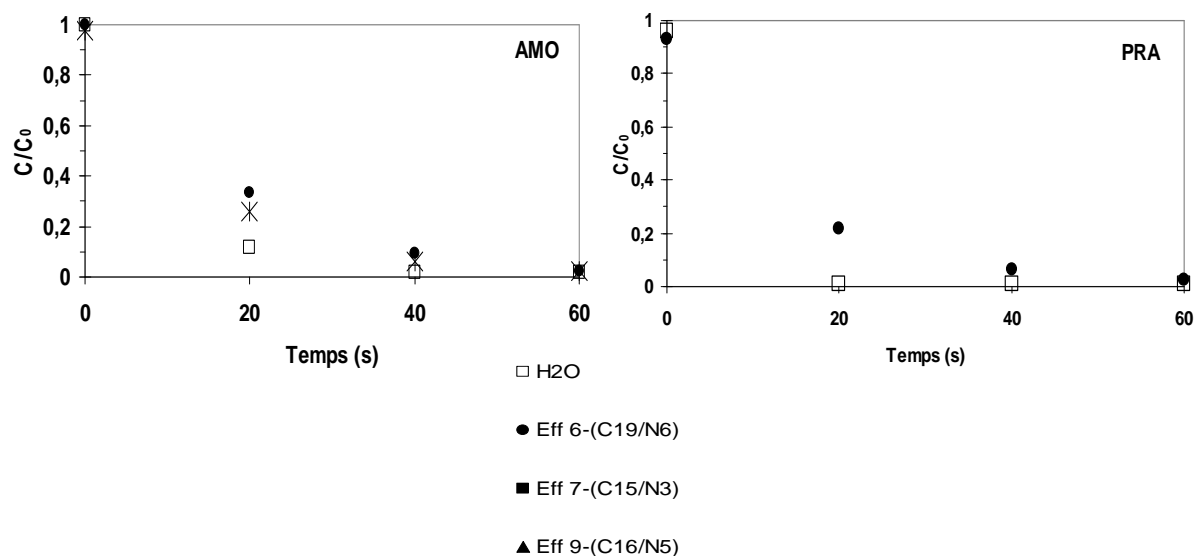 1
0,8
0,6
0,4
0,2
0
C/C0
AMO
0 20 40 60
Temps (s)
1
0,8
0,6
0,4
0,2
0
C/C0
PRA
0 20 40 60
Temps (s)
H2O
Eff 6-(C19/N6)
Eff 7-(C15/N3)
Eff 9-(C16/N5)